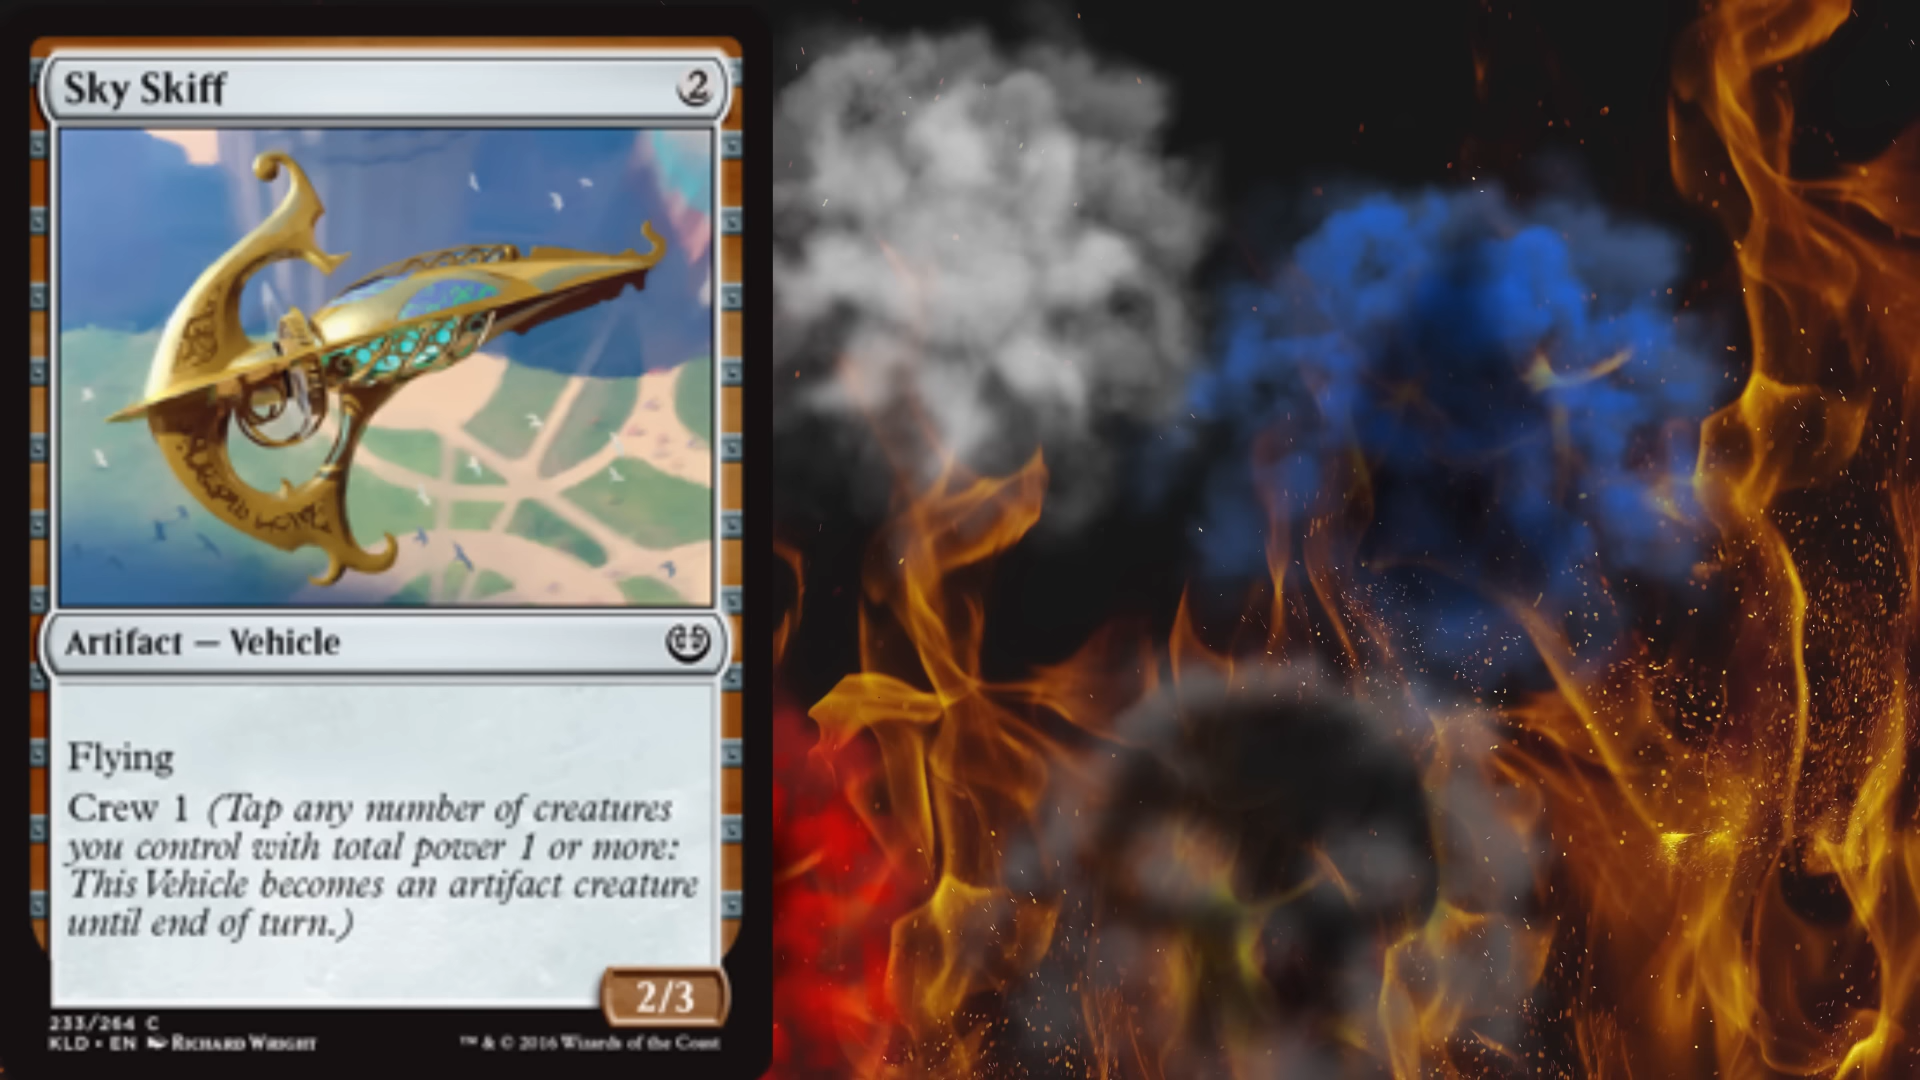 Sky Skiff 2
Artifact — Vehicle
Flying
Crew 1 (Tap any number of creatures
you control with total power 1 or more:
This Vehicle becomes an artifact creature
until end of turn.)
2/3
233/264 C
KLD • EN Richard Wright ™ & © 2016 Wizards of the Coast